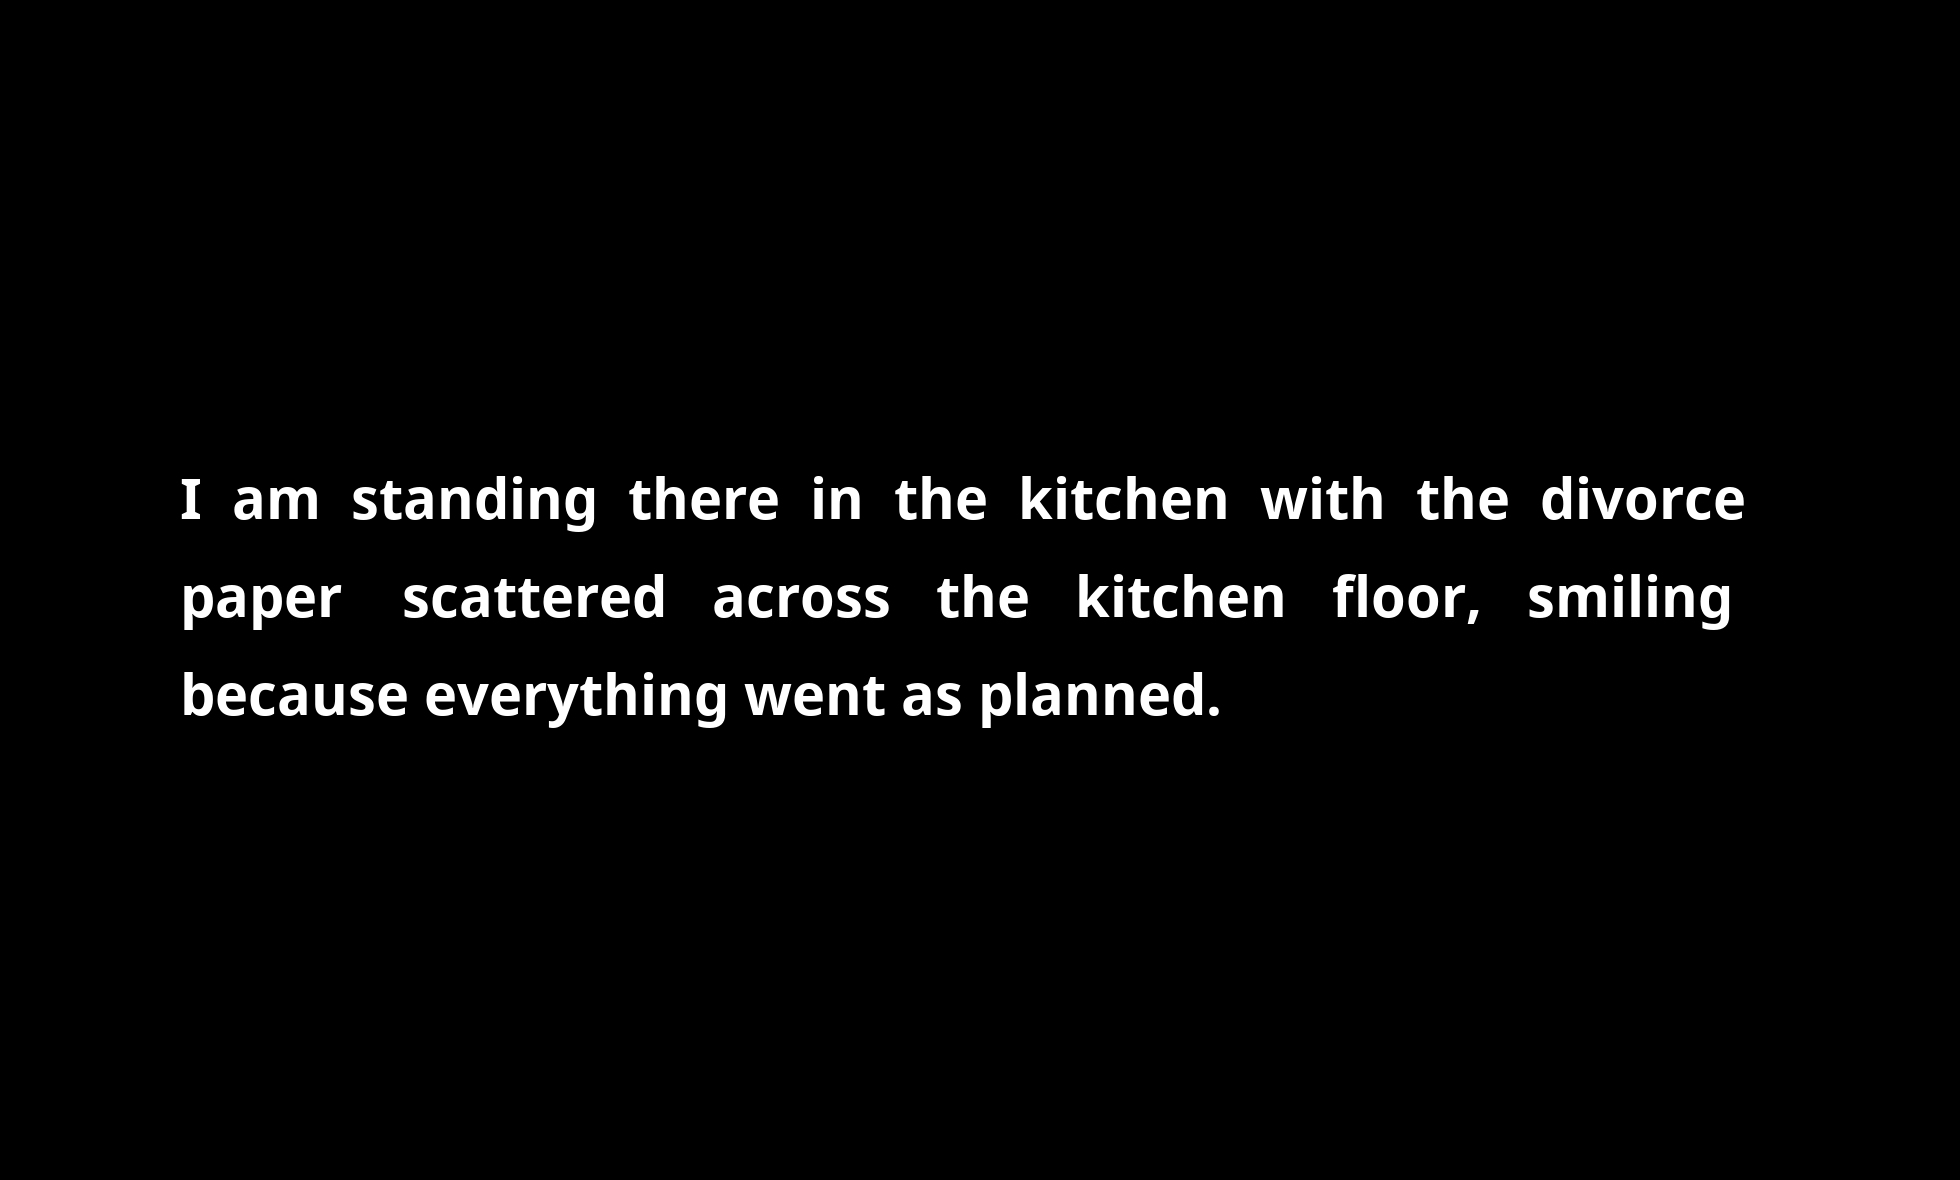 I am standing there in the kitchen with the divorce
paper scattered across the kitchen floor, smiling
because everything went as planned.